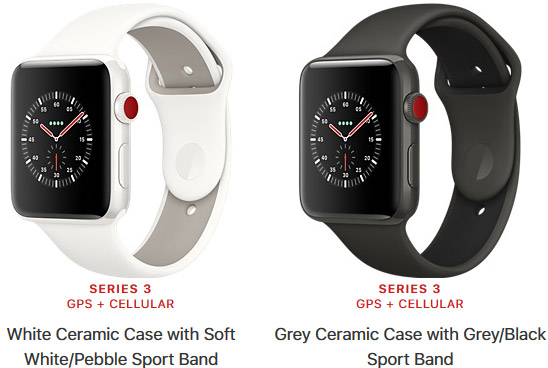 SERIES 3
GPS + CELLULAR
White Ceramic Case with Soft
White/Pebble Sport Band
SERIES 3
GPS + CELLULAR
Grey Ceramic Case with Grey/Black
Sport Band